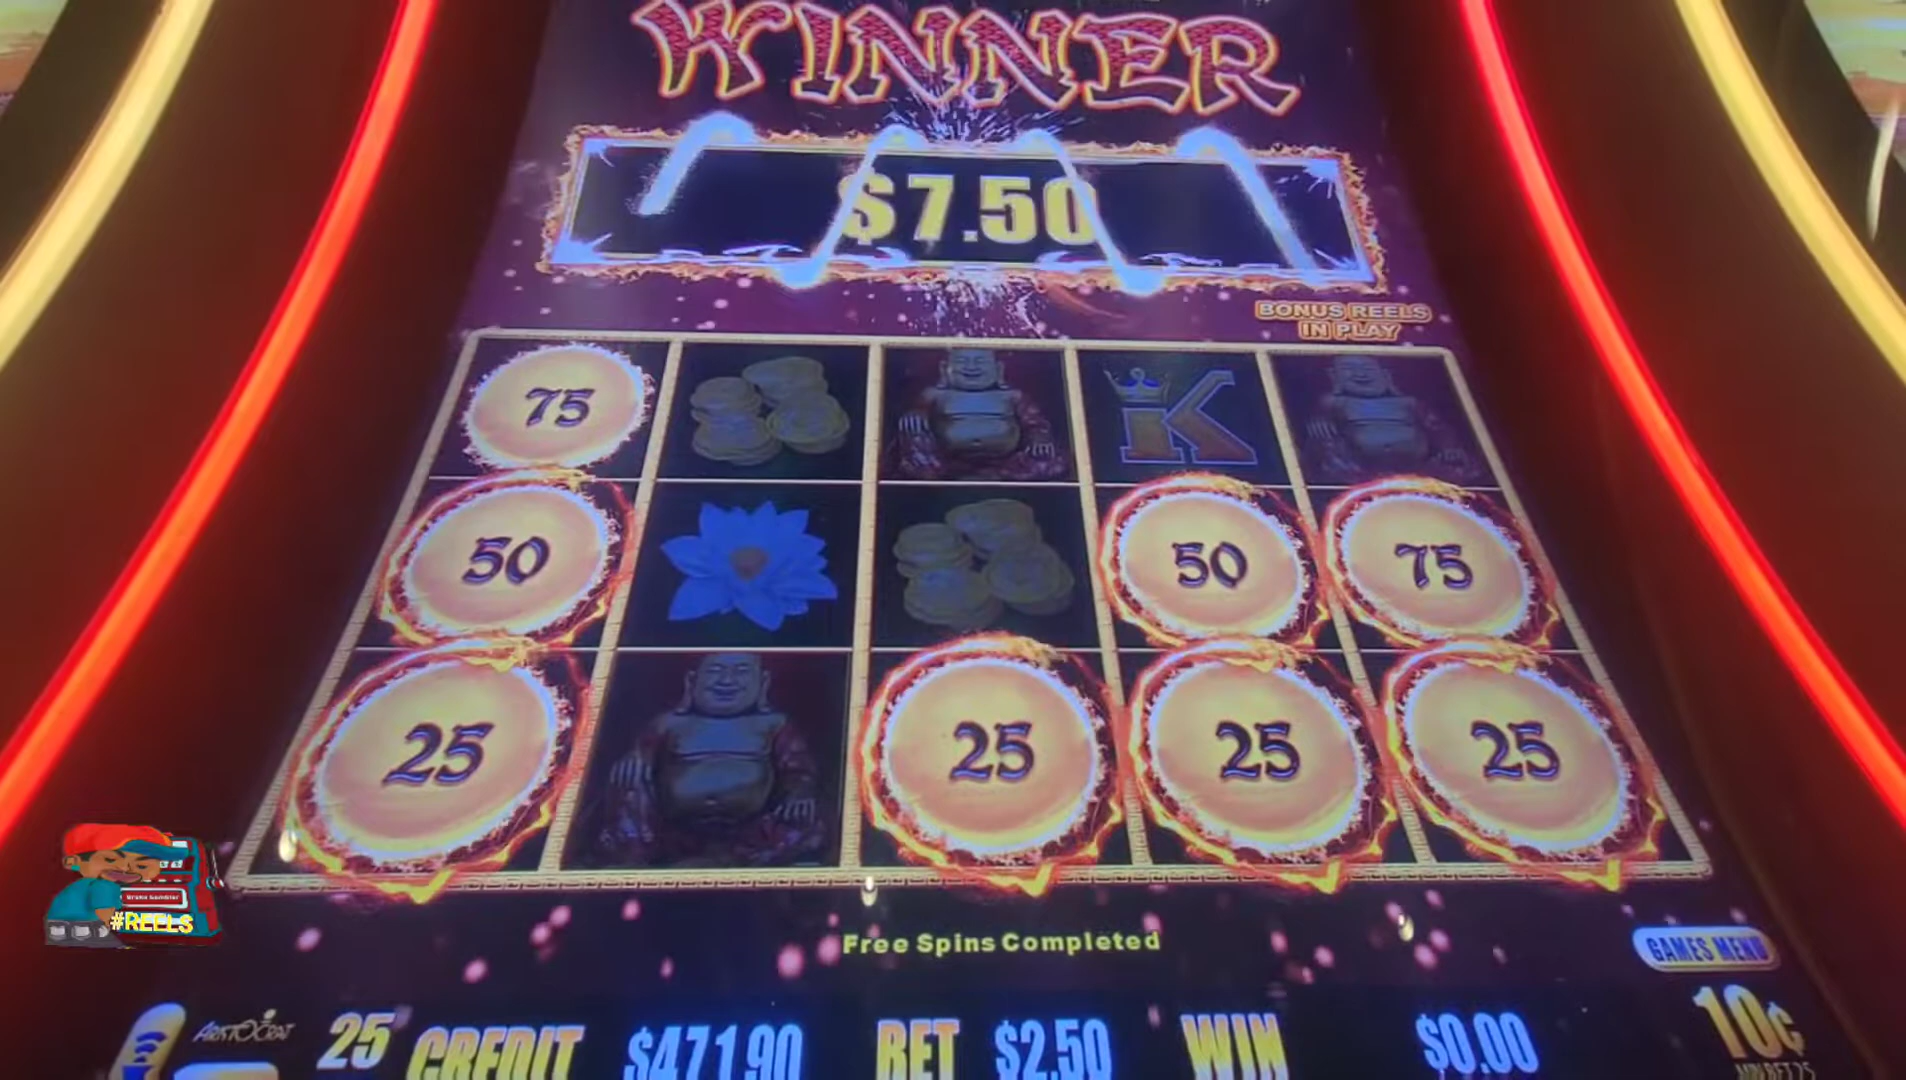 WINNER
$7.50
BONUS REELS
IN PLAY
75
K
50
50
75
25
25
25
25
Free Spins Completed
#REELS
GAMES MENU
ARISTOCRAT
25 CREDIT $471.90 BET $2.50 WIN $0.00 10¢